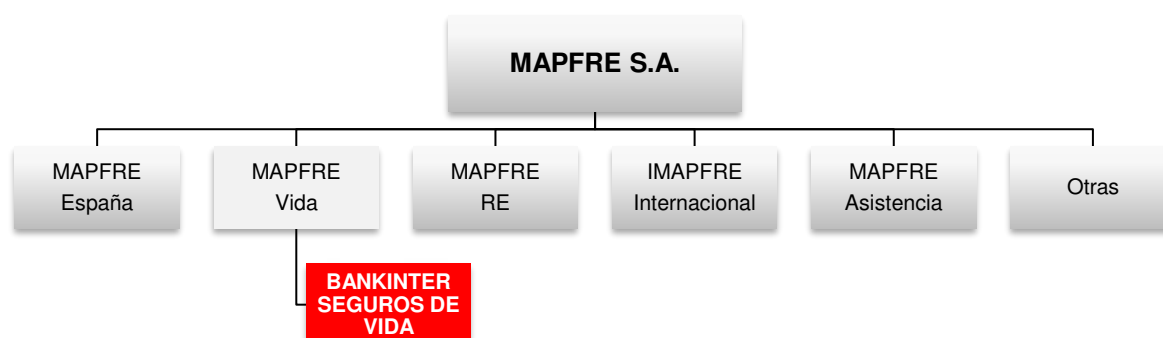 MAPFRE S.A.
MAPFRE
España
MAPFRE
Vida
MAPFRE
RE
IMAPFRE
Internacional
MAPFRE
Asistencia
Otras
BANKINTER
SEGUROS DE
VIDA